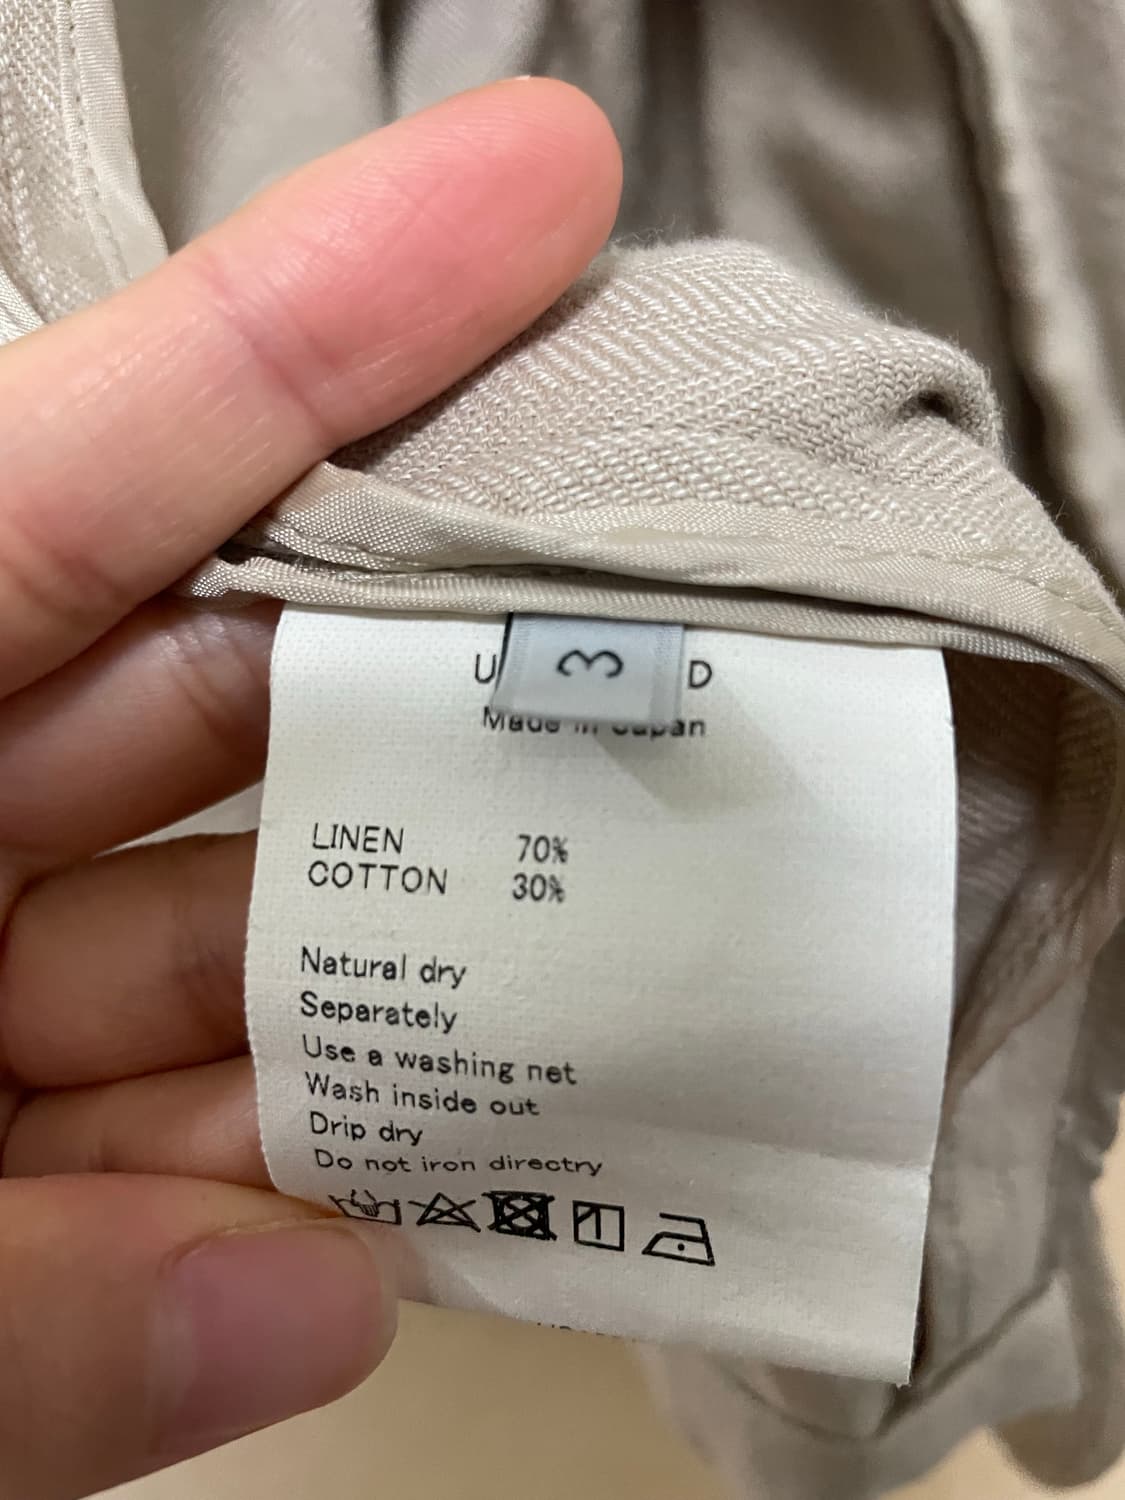 3
U D
Made in Japan
LINEN 70%
COTTON 30%
Natural dry
Separately
Use a washing net
Wash inside out
Drip dry
Do not iron directry